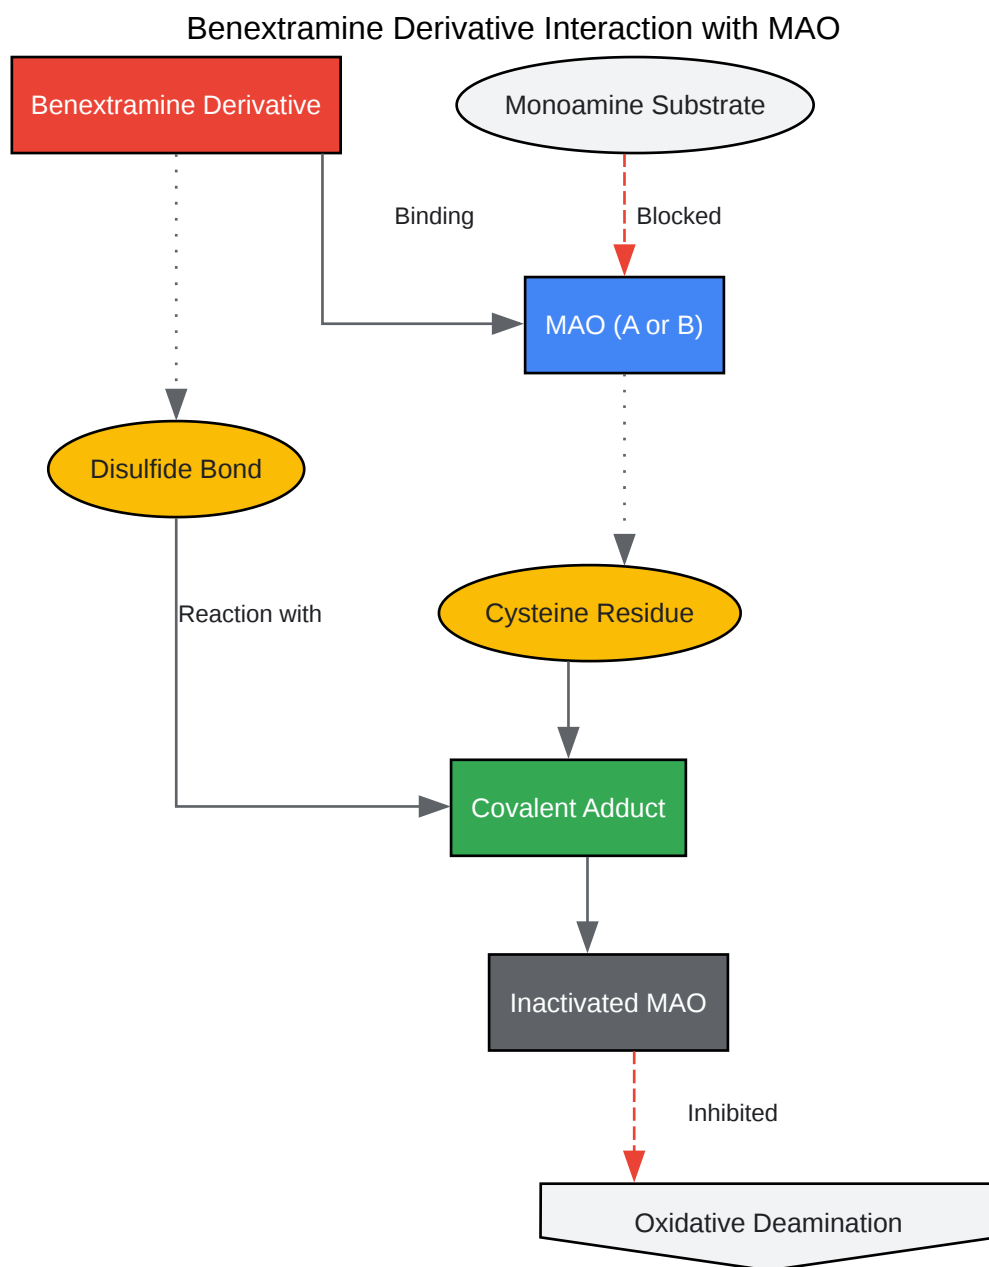 Benextramine Derivative Interaction with MAO
Benextramine Derivative
Monoamine Substrate
Binding
Blocked
MAO (A or B)
Disulfide Bond
Reaction with
Cysteine Residue
Covalent Adduct
Inactivated MAO
Inhibited
Oxidative Deamination